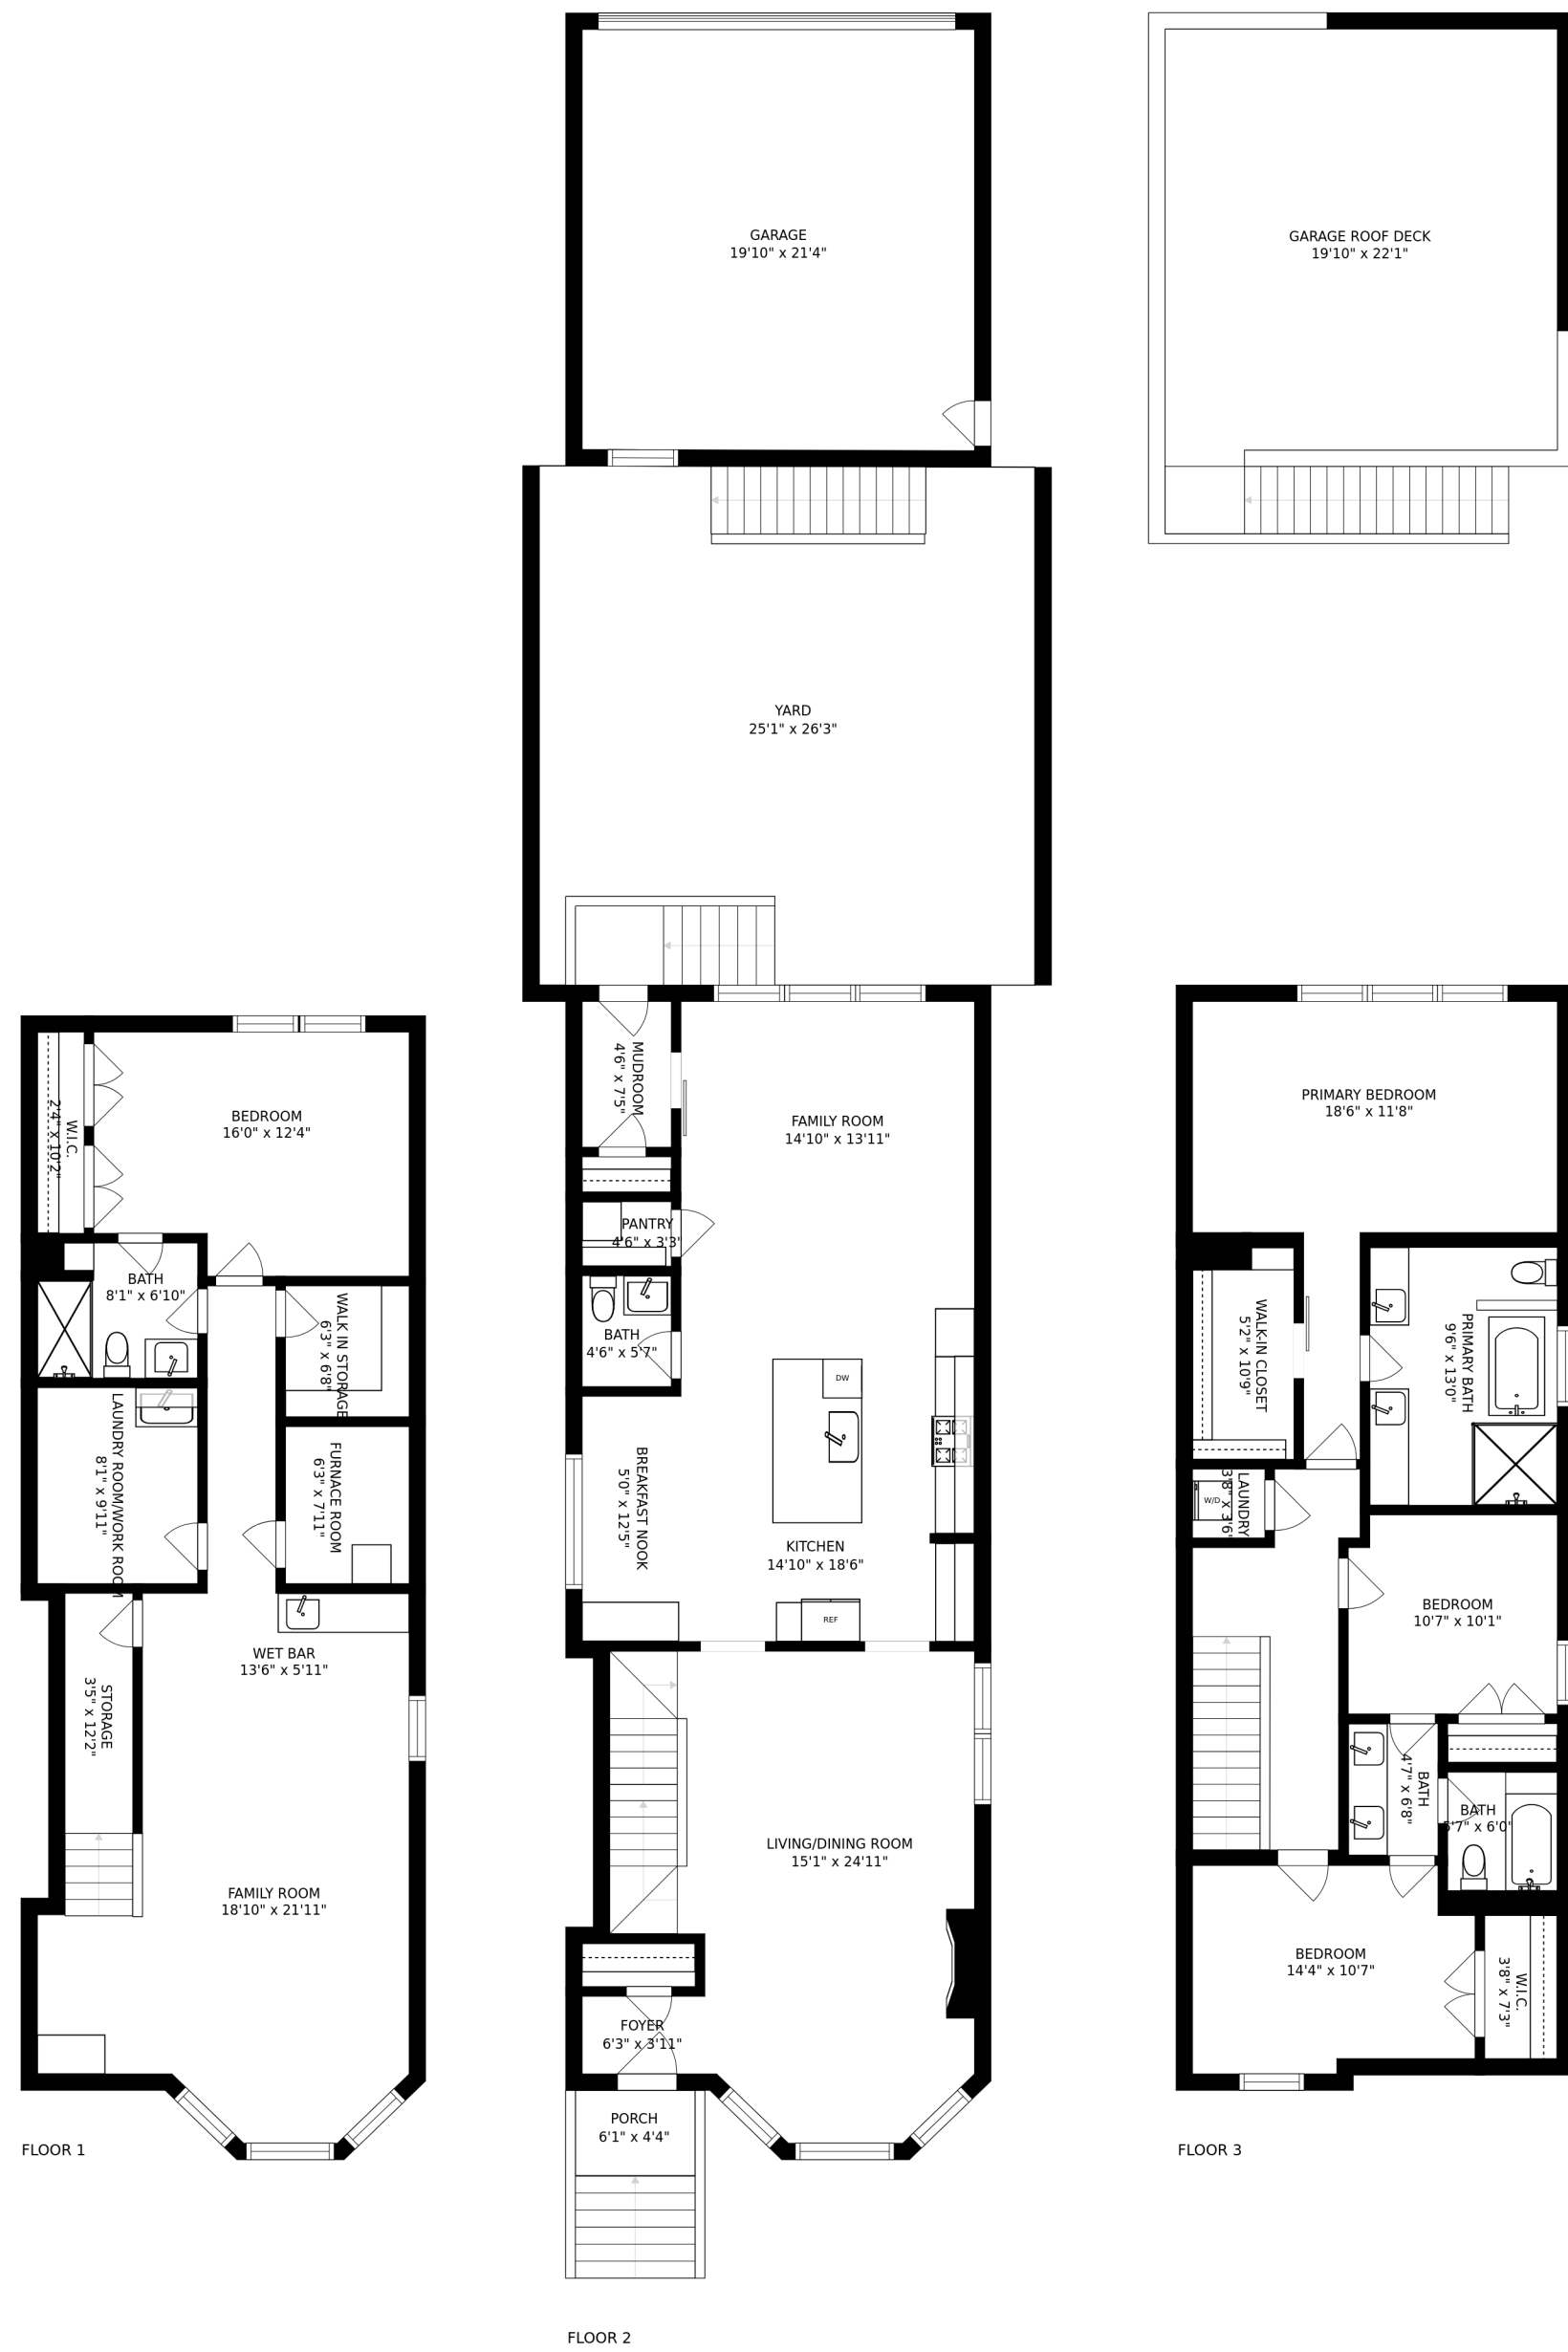 GARAGE
19'10" x 21'4"
GARAGE ROOF DECK
19'10" x 22'1"
YARD
25'1" x 26'3"
BEDROOM
16'0" x 12'4"
W.I.C.
2'4" x 10'2"
BATH
8'1" x 6'10"
WALK IN STORAGE
6'3" x 6'8"
LAUNDRY ROOM/WORK ROOM
8'1" x 9'11"
FURNACE ROOM
6'3" x 7'11"
WET BAR
13'6" x 5'11"
STORAGE
3'5" x 12'2"
FAMILY ROOM
18'10" x 21'11"
FLOOR 1
MUDROOM
4'6" x 7'5"
FAMILY ROOM
14'10" x 13'11"
PANTRY
4'6" x 3'3"
BATH
4'6" x 5'7"
DW
BREAKFAST NOOK
5'0" x 12'5"
KITCHEN
14'10" x 18'6"
REF
LIVING/DINING ROOM
15'1" x 24'11"
FOYER
6'3" x 3'11"
PORCH
6'1" x 4'4"
FLOOR 2
PRIMARY BEDROOM
18'6" x 11'8"
WALK-IN CLOSET
5'2" x 10'9"
PRIMARY BATH
9'6" x 13'0"
LAUNDRY
3'8" x 3'6"
W/D
BEDROOM
10'7" x 10'1"
BATH
4'7" x 6'8"
BATH
5'7" x 6'0"
BEDROOM
14'4" x 10'7"
W.I.C.
3'8" x 7'3"
FLOOR 3